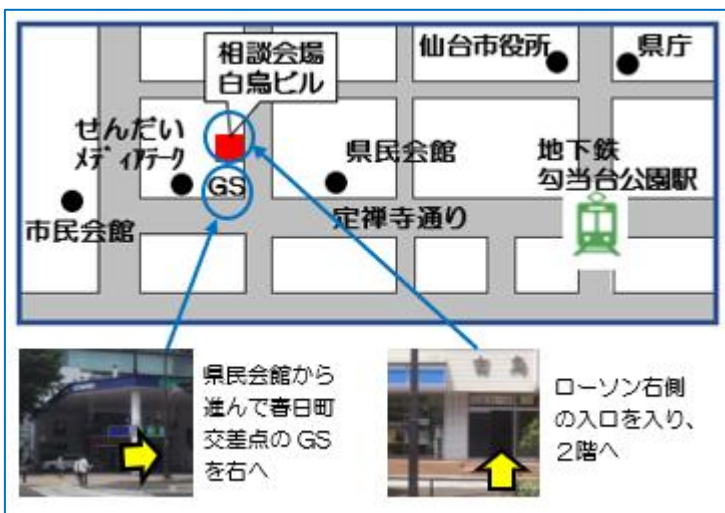 相談会場
白鳥ビル
仙台市役所
県庁
せんだい
ﾒﾃﾞｨｱﾃｰｸ
GS
県民会館
地下鉄
勾当台公園駅
市民会館
定禅寺通り
県民会館から
進んで春日町
交差点の GS
を右へ
白鳥
ローソン右側
の入口を入り、
２階へ